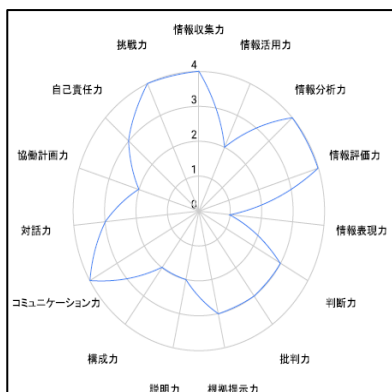 情報収集力
情報活用力
情報分析力
情報評価力
情報表現力
判断力
批判力
根拠提示力
説明力
構成力
コミュニケーション力
対話力
協働計画力
自己責任力
挑戦力
4
3
2
1
0